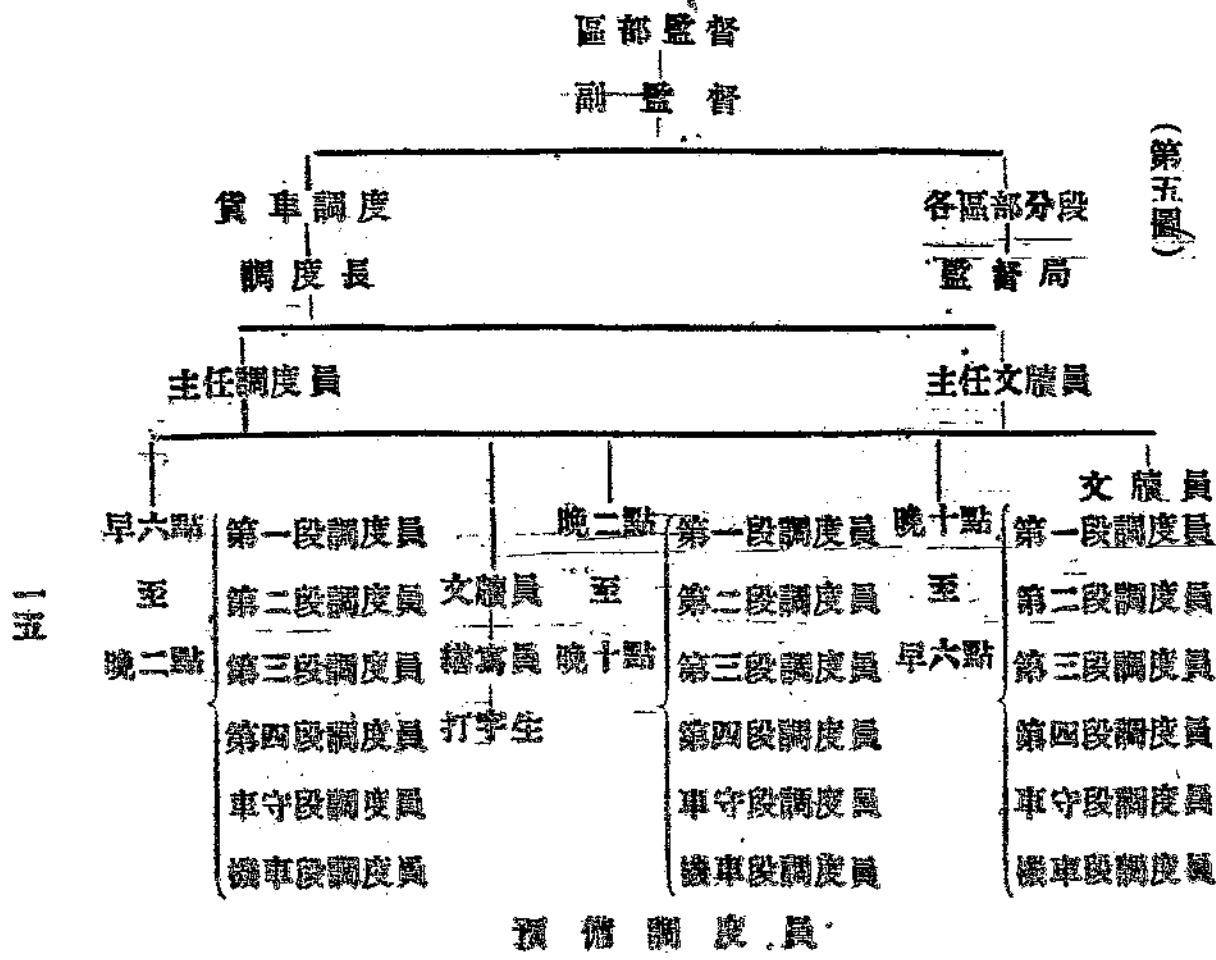 (第五圖)
區部監督
副監督
貨車調度 各區部分段
調度長 監督局
主任調度員 主任文牘員
文牘員
早六點 至 晚二點
第一段調度員
第二段調度員
第三段調度員
第四段調度員
車守段調度員
機車段調度員
文牘員
繕寫員
打字生
晚二點 至 晚十點
第一段調度員
第二段調度員
第三段調度員
第四段調度員
車守段調度員
機車段調度員
晚十點 至 早六點
第一段調度員
第二段調度員
第三段調度員
第四段調度員
車守段調度員
機車段調度員
預備調度員
一五